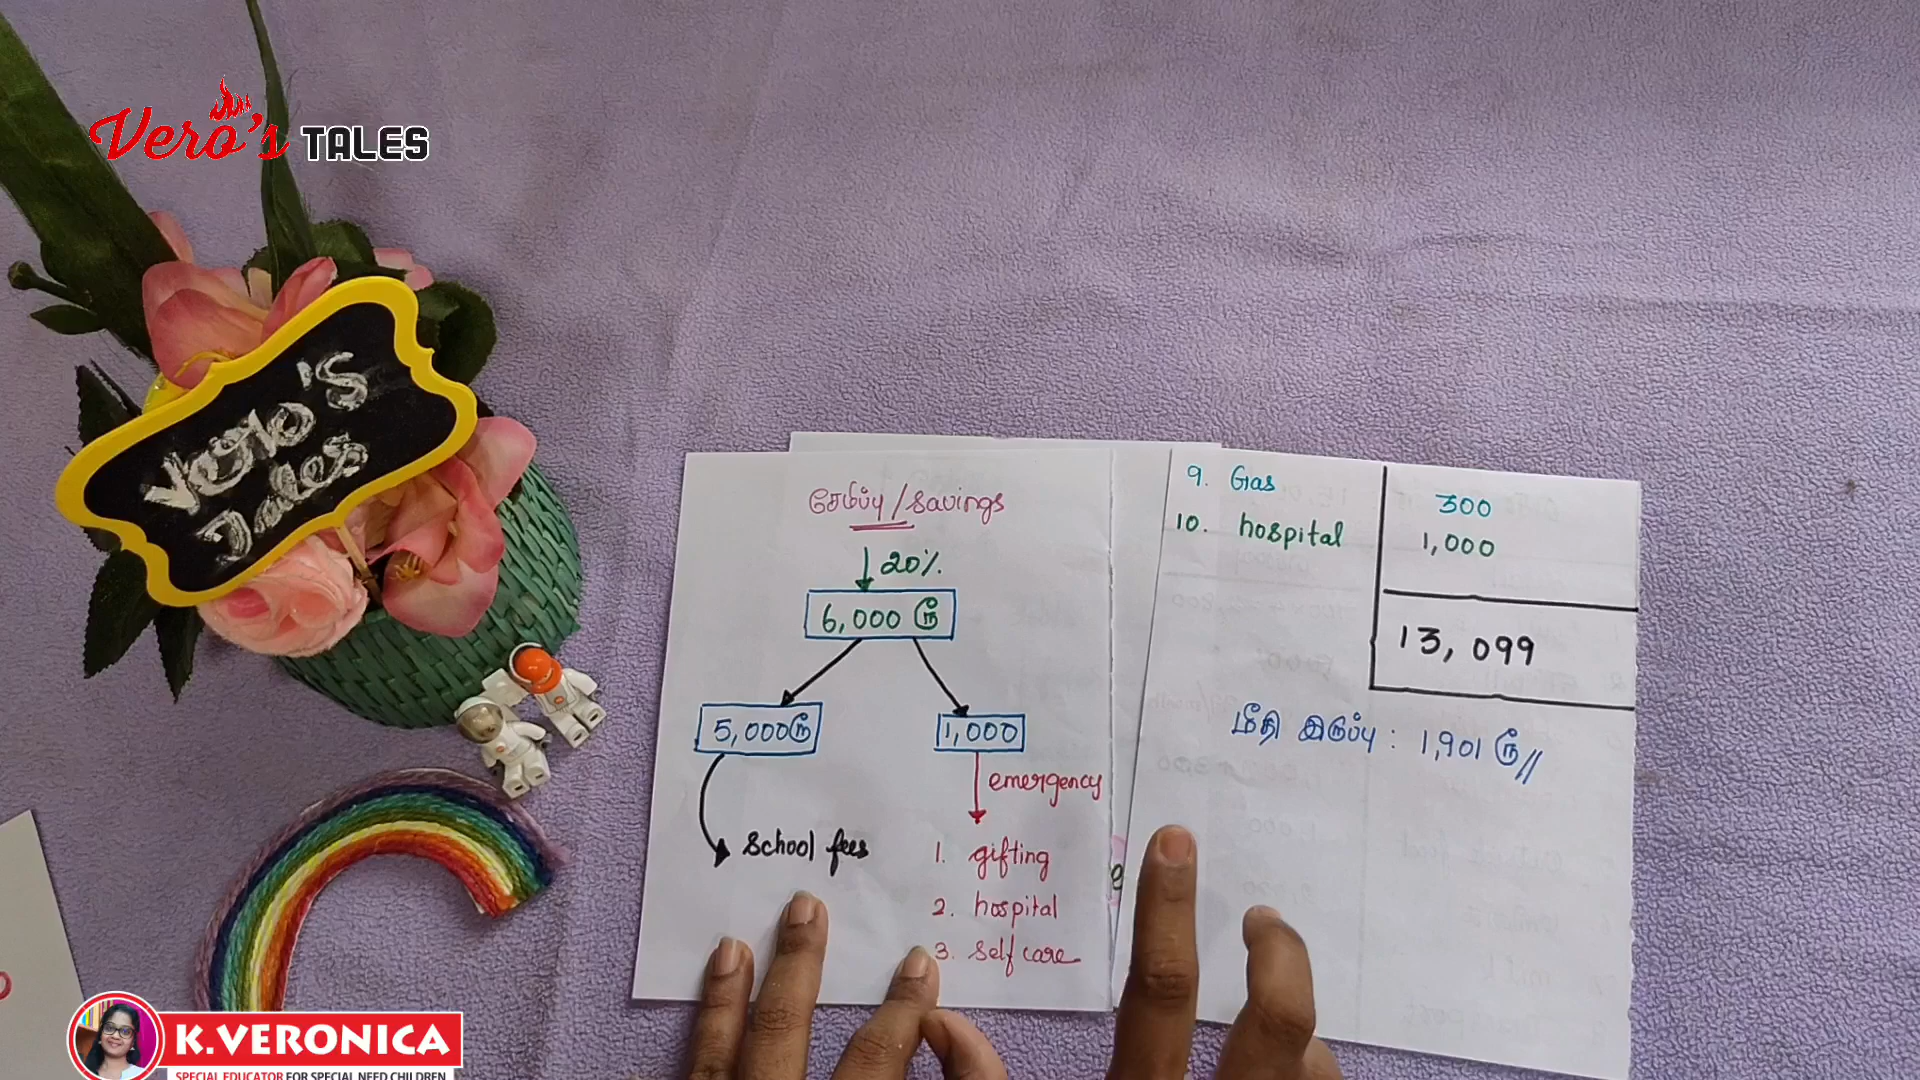 Vero's TALES
VERO'S
Tales
சேமிப்பு / savings
20%
6,000 ரூ
5,000ரூ
1,000
emergency
School fees
1. gifting
2. hospital
3. self care
9. Gas 300
10. hospital 1,000
13,099
மீதி இருப்பு : 1,901 ரூ//
K.VERONICA
SPECIAL EDUCATOR FOR SPECIAL NEED CHILDREN